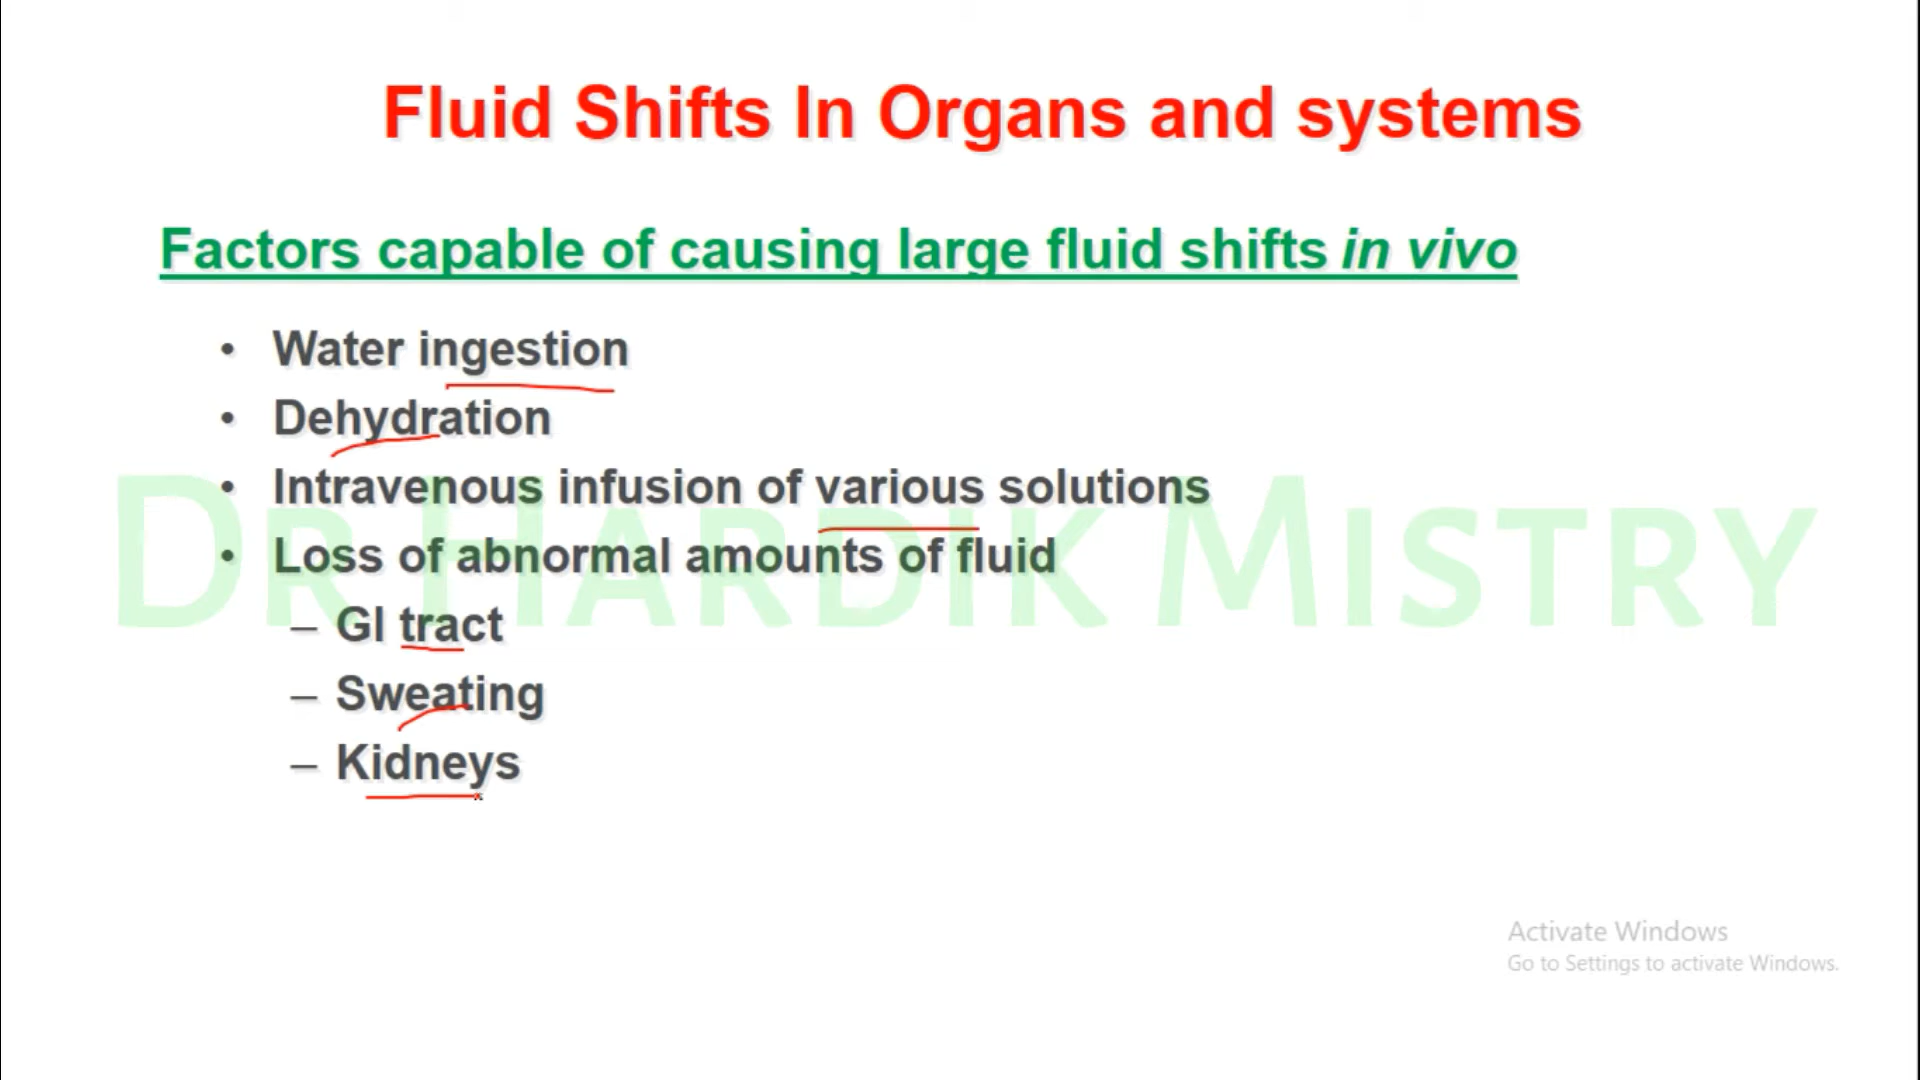 Fluid Shifts In Organs and systems
Factors capable of causing large fluid shifts in vivo
• Water ingestion
• Dehydration
• Intravenous infusion of various solutions
• Loss of abnormal amounts of fluid
– GI tract
– Sweating
– Kidneys
DR HARDIK MISTRY
Activate Windows
Go to Settings to activate Windows.